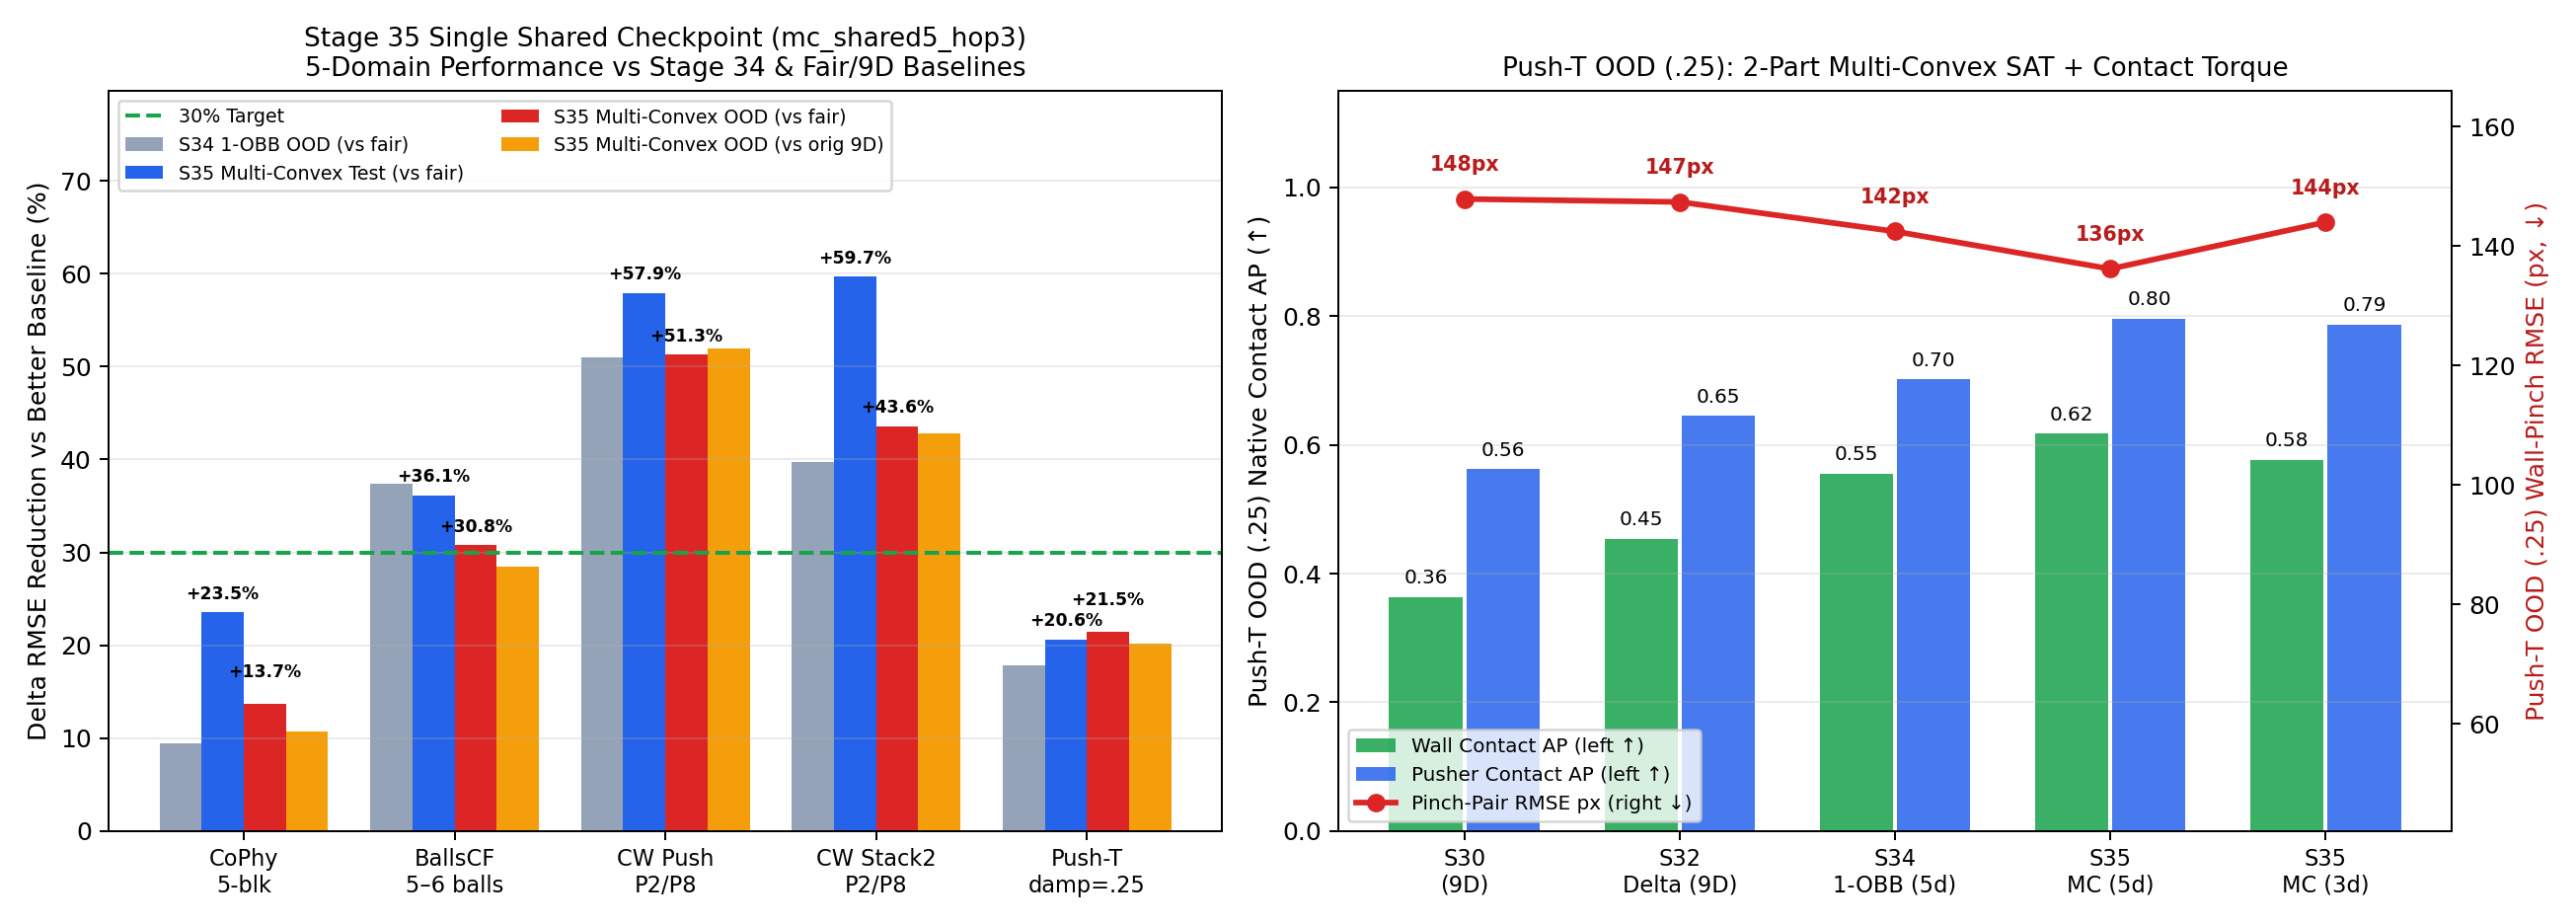 Stage 35 Single Shared Checkpoint (mc_shared5_hop3)
5-Domain Performance vs Stage 34 & Fair/9D Baselines
Delta RMSE Reduction vs Better Baseline (%)
70
60
50
40
30
20
10
0
30% Target
S34 1-OBB OOD (vs fair)
S35 Multi-Convex Test (vs fair)
S35 Multi-Convex OOD (vs fair)
S35 Multi-Convex OOD (vs orig 9D)
+23.5%
+13.7%
+36.1%
+30.8%
+57.9%
+51.3%
+59.7%
+43.6%
+20.6%
+21.5%
CoPhy
5-blk
BallsCF
5–6 balls
CW Push
P2/P8
CW Stack2
P2/P8
Push-T
damp=.25
Push-T OOD (.25): 2-Part Multi-Convex SAT + Contact Torque
Push-T OOD (.25) Native Contact AP (↑)
1.0
0.8
0.6
0.4
0.2
0.0
148px
147px
142px
136px
144px
0.36
0.56
0.45
0.65
0.55
0.70
0.62
0.80
0.58
0.79
Wall Contact AP (left ↑)
Pusher Contact AP (left ↑)
Pinch-Pair RMSE px (right ↓)
S30
(9D)
S32
Delta (9D)
S34
1-OBB (5d)
S35
MC (5d)
S35
MC (3d)
160
140
120
100
80
60
Push-T OOD (.25) Wall-Pinch RMSE (px, ↓)